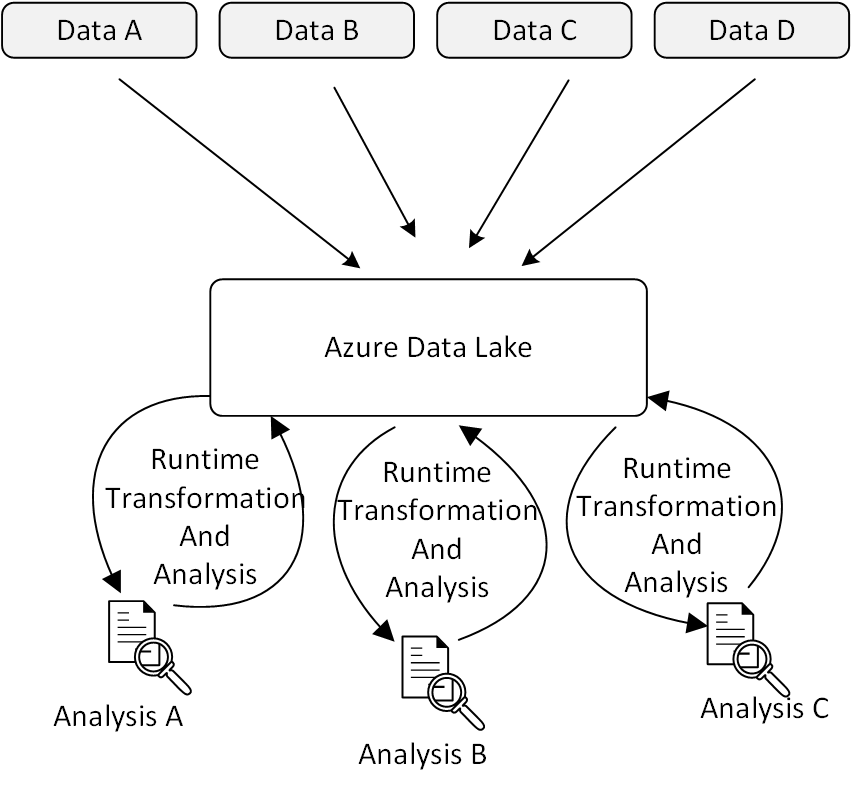 Data A
Data B
Data C
Data D
Azure Data Lake
Runtime
Transformation
And
Analysis
Runtime
Transformation
And
Analysis
Runtime
Transformation
And
Analysis
Analysis A
Analysis B
Analysis C